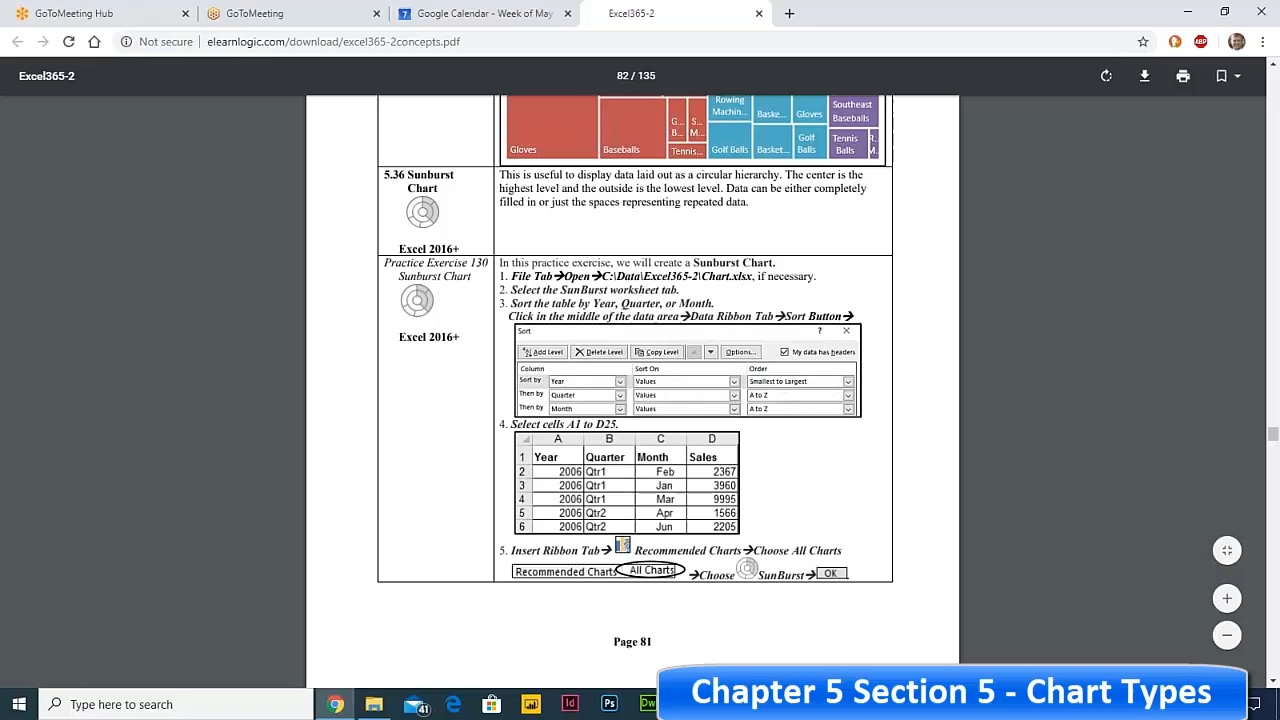 GoToMeeting Hub
GoToMeeting
Google Calendar - Week of May
Excel365-2
Not secure | elearnlogic.com/download/excel365-2concepts.pdf
ABP
Excel365-2
82 / 135
Gloves
Baseballs
G... B...
S... M...
Tennis...
Rowing Machin...
Baske...
Gloves
Golf Balls
Basket...
Golf Balls
Southeast Baseballs
Tennis Balls
R... M...
5.36 Sunburst
Chart
Excel 2016+
This is useful to display data laid out as a circular hierarchy. The center is the
highest level and the outside is the lowest level. Data can be either completely
filled in or just the spaces representing repeated data.
Practice Exercise 130
Sunburst Chart
Excel 2016+
In this practice exercise, we will create a Sunburst Chart.
1. File Tab→Open→C:\Data\Excel365-2\Chart.xlsx, if necessary.
2. Select the SunBurst worksheet tab.
3. Sort the table by Year, Quarter, or Month.
Click in the middle of the data area→Data Ribbon Tab→Sort Button→
Sort ? ×
Add Level Delete Level Copy Level Options... My data has headers
Column Sort On Order
Sort by Year Values Smallest to Largest
Then by Quarter Values A to Z
Then by Month Values A to Z
4. Select cells A1 to D25.
A B C D
1 Year Quarter Month Sales
2 2006 Qtr1 Feb 2367
3 2006 Qtr1 Jan 3960
4 2006 Qtr1 Mar 9995
5 2006 Qtr2 Apr 1566
6 2006 Qtr2 Jun 2205
5. Insert Ribbon Tab→ Recommended Charts→Choose All Charts
Recommended Charts All Charts →Choose SunBurst→ OK
Page 81
Chapter 5 Section 5 - Chart Types
Type here to search
41
Id
Ps
Dw